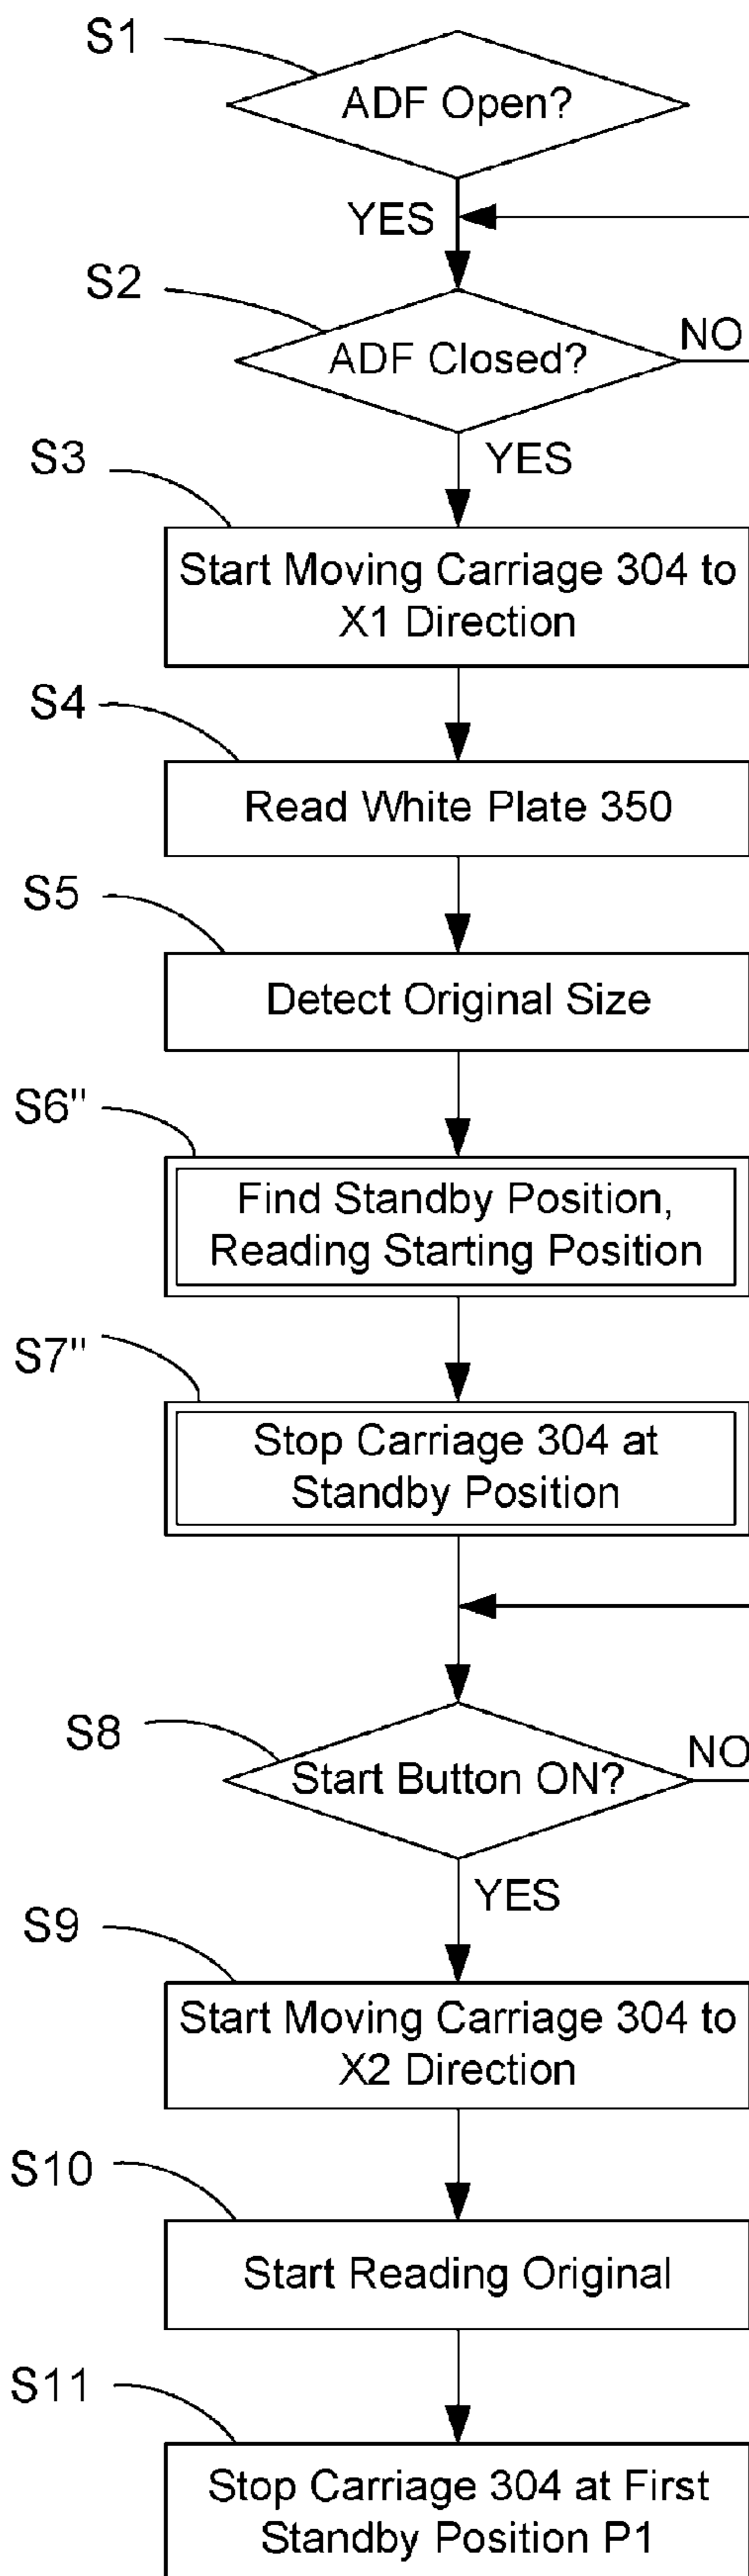 S1
ADF Open?
YES
S2
ADF Closed?
NO
YES
S3
Start Moving Carriage 304 to
X1 Direction
S4
Read White Plate 350
S5
Detect Original Size
S6"
Find Standby Position,
Reading Starting Position
S7"
Stop Carriage 304 at
Standby Position
S8
Start Button ON?
NO
YES
S9
Start Moving Carriage 304 to
X2 Direction
S10
Start Reading Original
S11
Stop Carriage 304 at First
Standby Position P1